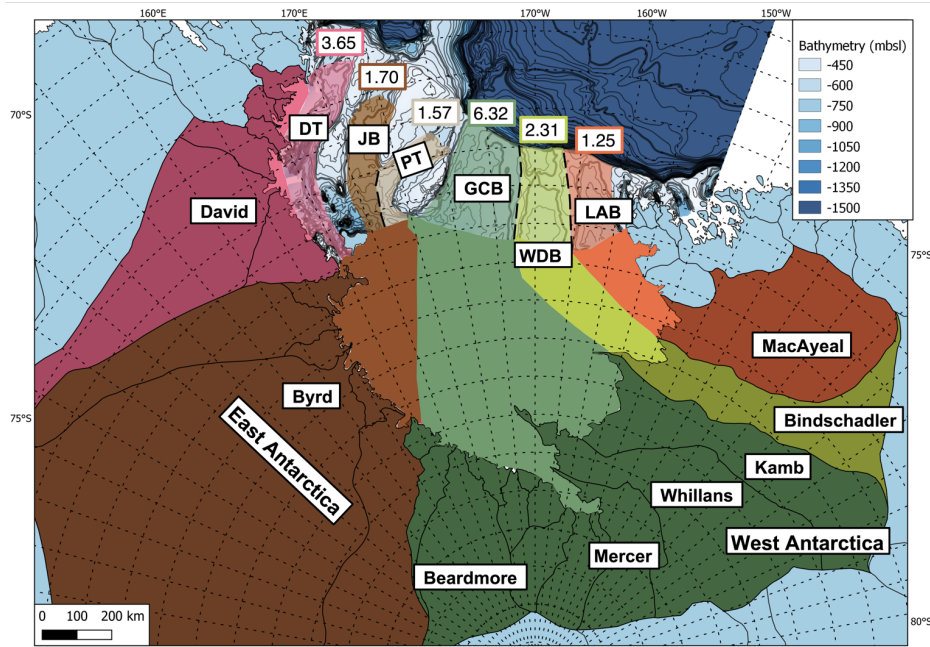 160°E
170°E
170°W
160°W
150°W
3.65
1.70
1.57
6.32
2.31
1.25
Bathymetry (mbsl)
-450
-600
-750
-900
-1050
-1200
-1350
-1500
70°S
DT
JB
PT
GCB
LAB
WDB
David
75°S
MacAyeal
Byrd
Bindschadler
75°S
East Antarctica
Kamb
Whillans
West Antarctica
Mercer
Beardmore
0 100 200 km
80°S